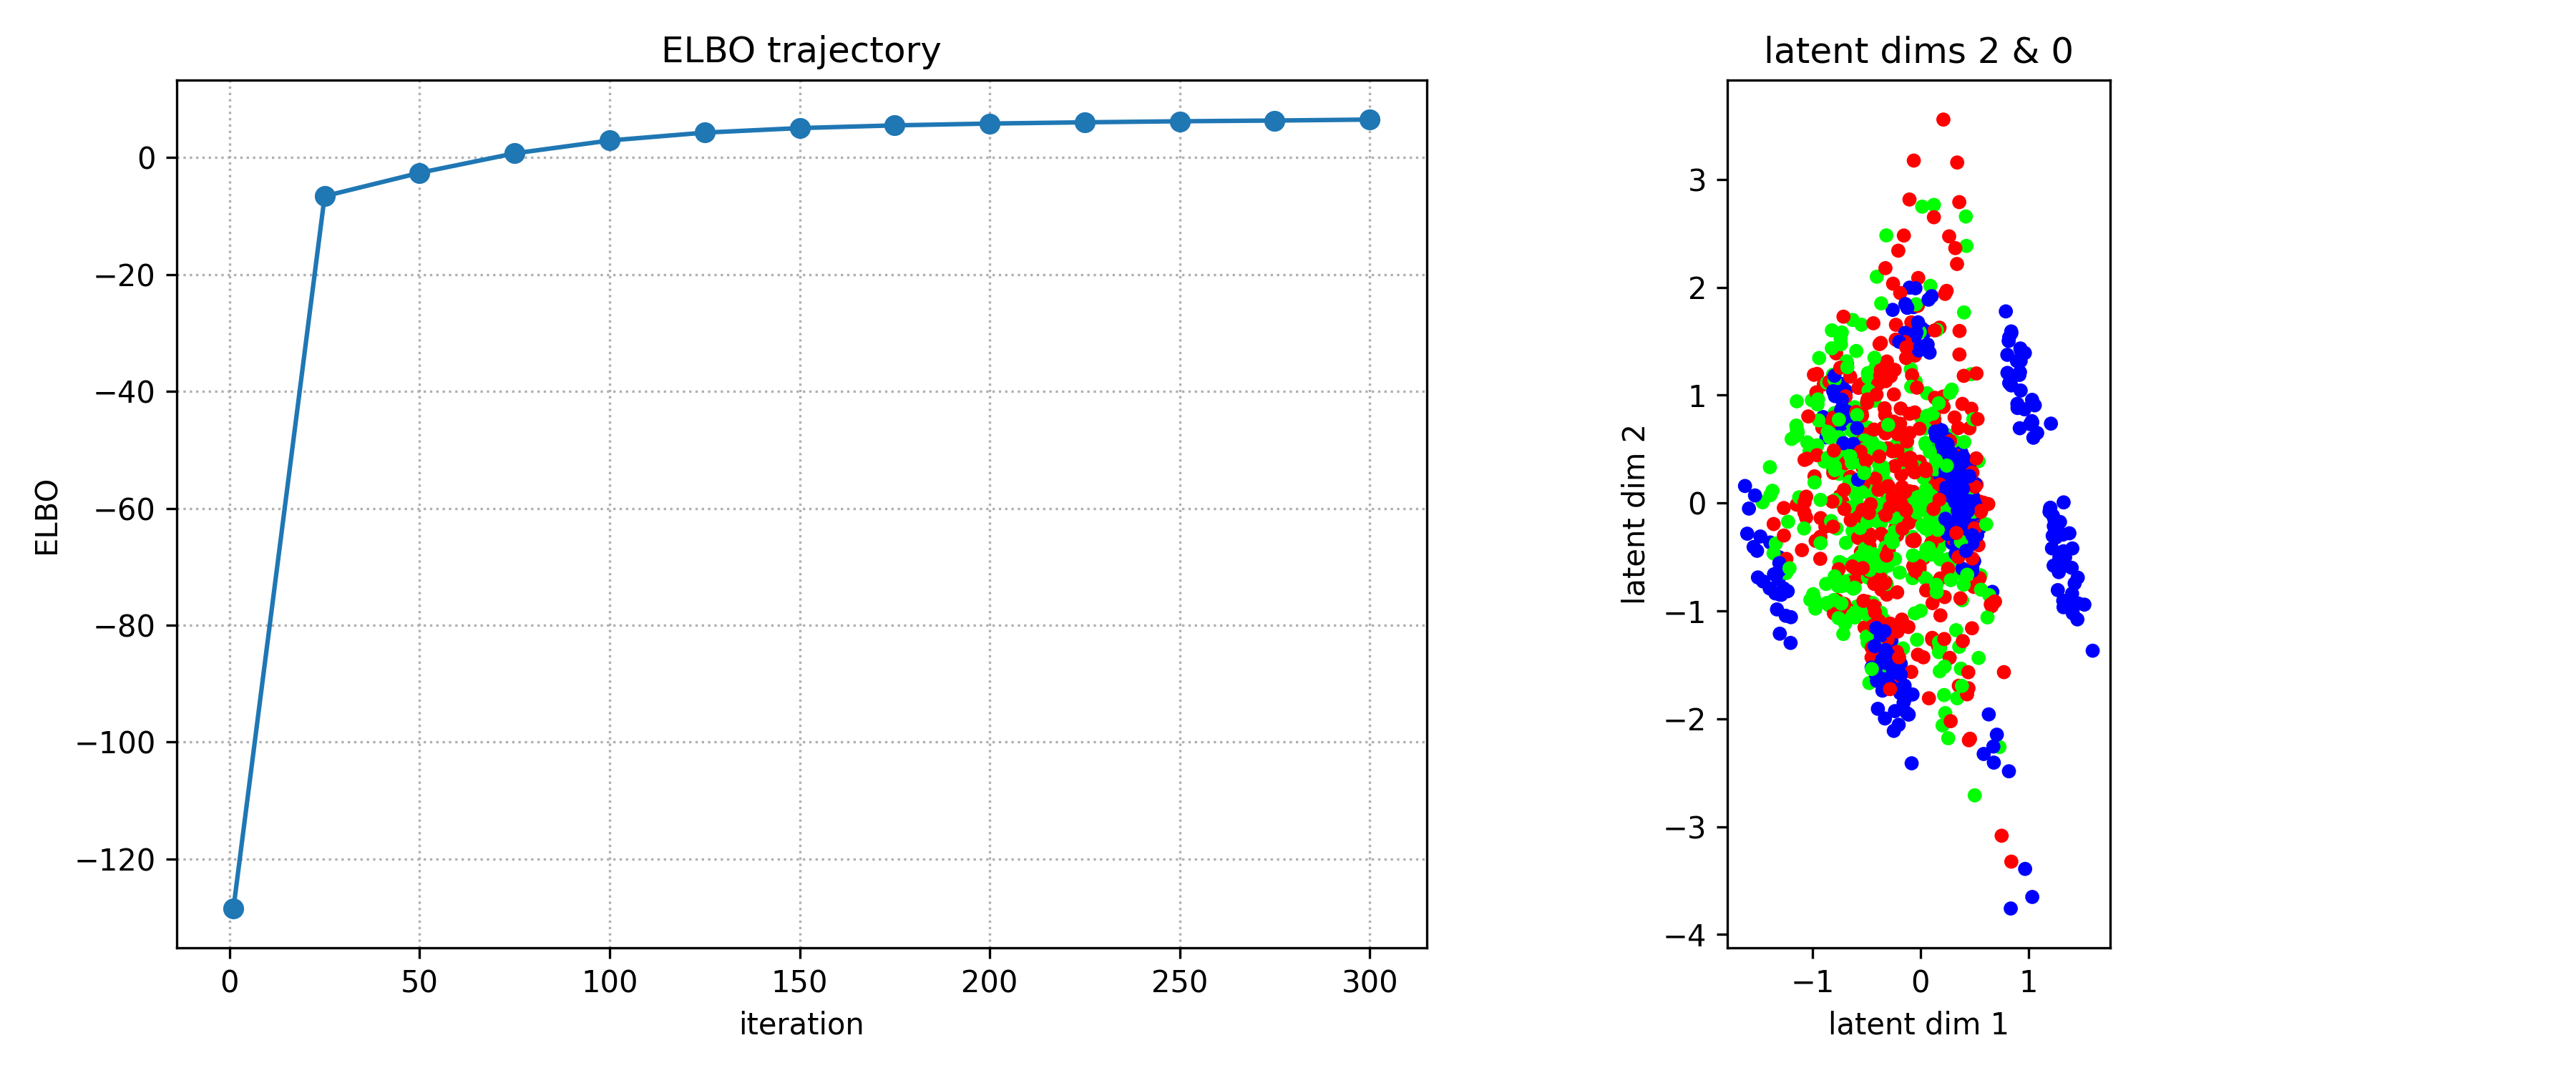 ELBO trajectory
ELBO
0
−20
−40
−60
−80
−100
−120
0 50 100 150 200 250 300
iteration
latent dims 2 & 0
latent dim 2
3
2
1
0
−1
−2
−3
−4
−1 0 1
latent dim 1